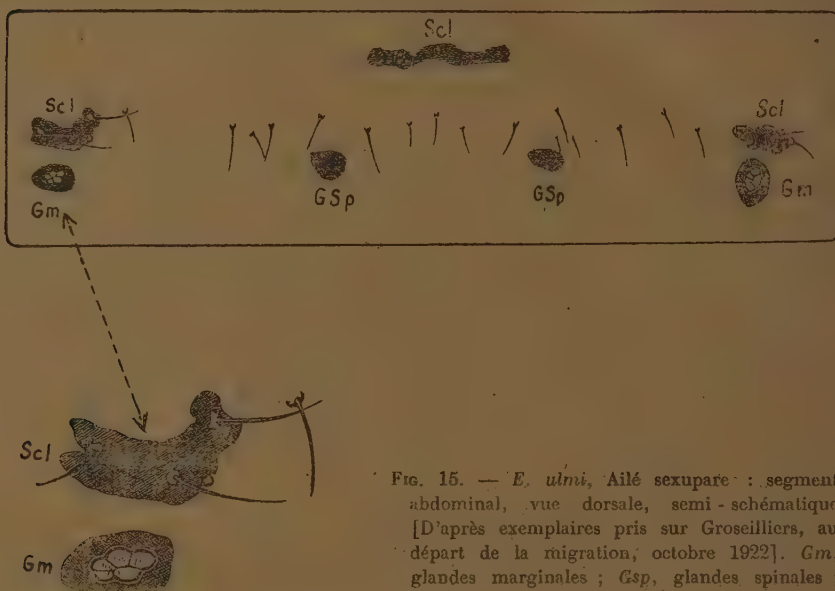 Scl
Scl
Scl
Gm
GSp
GSp
Gm
Scl
Gm
FIG. 15. — E. ulmi, Ailé sexupare : segment
abdominal, vue dorsale, semi-schématique
[D'après exemplaires pris sur Groseilliers, au
départ de la migration, octobre 1922]. Gm
glandes marginales ; Gsp, glandes spinales